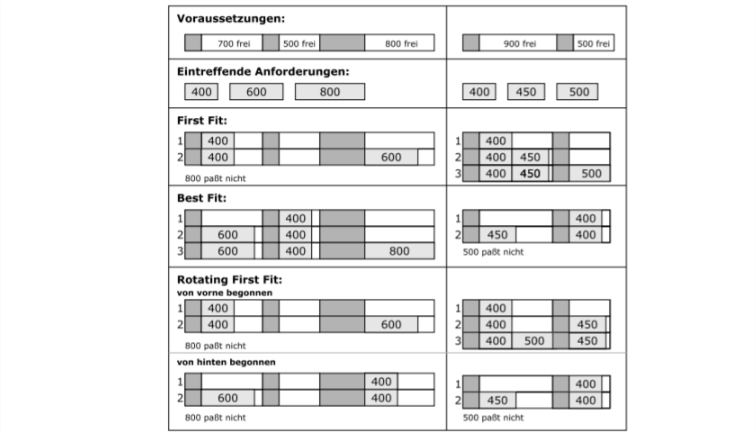 Voraussetzungen:
700 frei 500 frei 800 frei
900 frei 500 frei
Eintreffende Anforderungen:
400 600 800
400 450 500
First Fit:
1 400
2 400 600
800 paßt nicht
1 400
2 400 450
3 400 450 500
Best Fit:
1 400
2 600 400
3 600 400 800
1 400
2 450 400
500 paßt nicht
Rotating First Fit:
von vorne begonnen
1 400
2 400 600
800 paßt nicht
1 400
2 400 450
3 400 500 450
von hinten begonnen
1 400
2 600 400
800 paßt nicht
1 400
2 450 400
500 paßt nicht